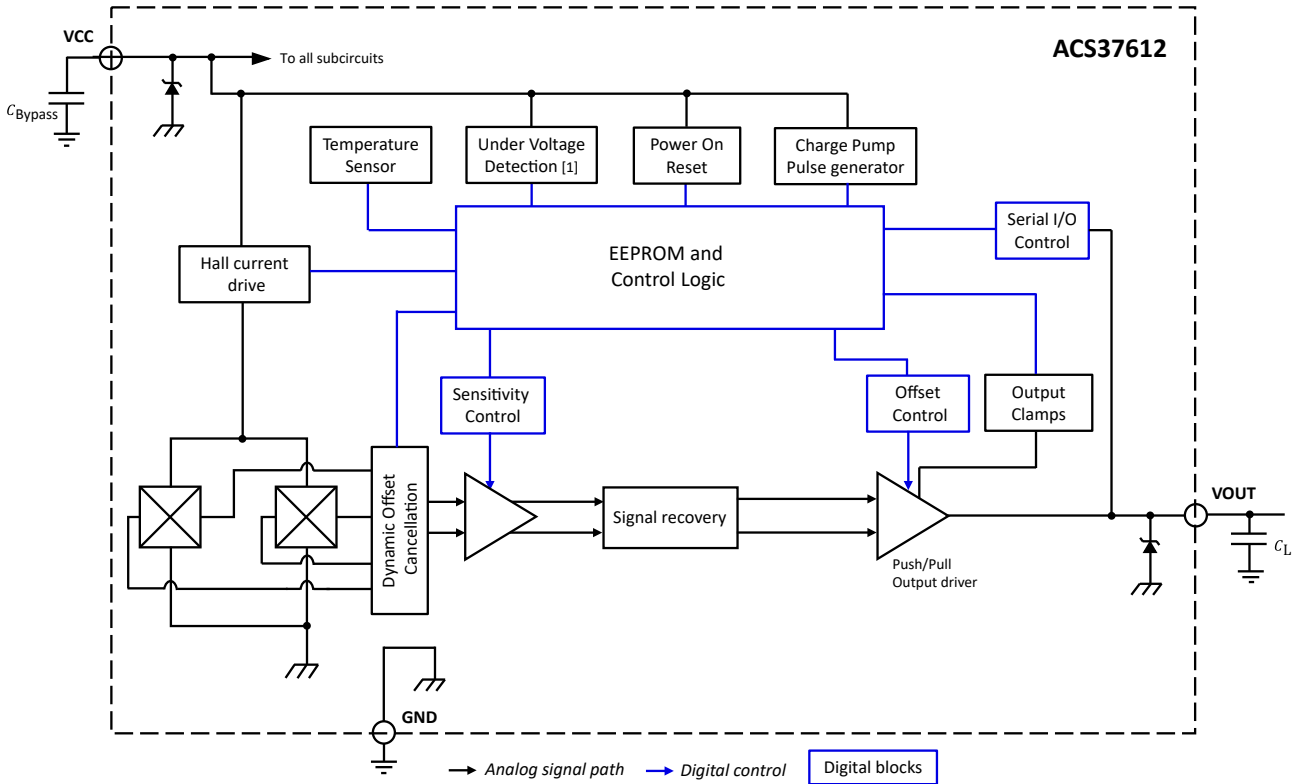 VCC
To all subcircuits
ACS37612
CBypass
Temperature
Sensor
Under Voltage
Detection [1]
Power On
Reset
Charge Pump
Pulse generator
EEPROM and
Control Logic
Serial I/O
Control
Hall current
drive
Sensitivity
Control
Offset
Control
Output
Clamps
Dynamic Offset
Cancellation
Signal recovery
Push/Pull
Output driver
VOUT
CL
GND
Analog signal path
Digital control
Digital blocks